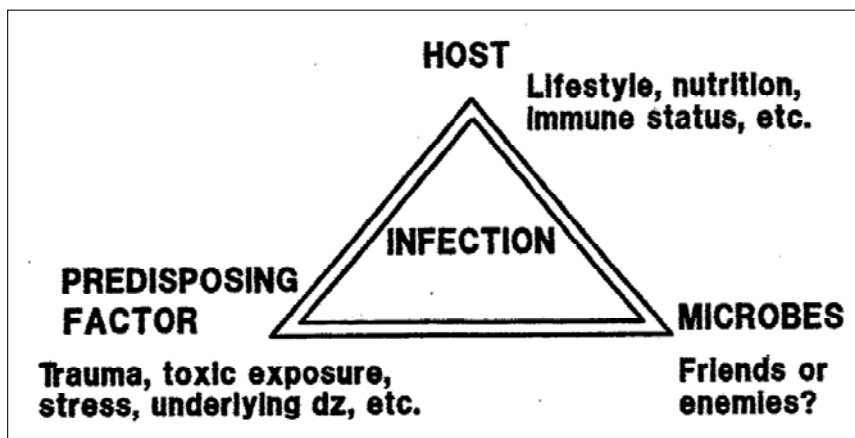 HOST
Lifestyle, nutrition,
immune status, etc.
INFECTION
PREDISPOSING
FACTOR
MICROBES
Trauma, toxic exposure,
stress, underlying dz, etc.
Friends or
enemies?